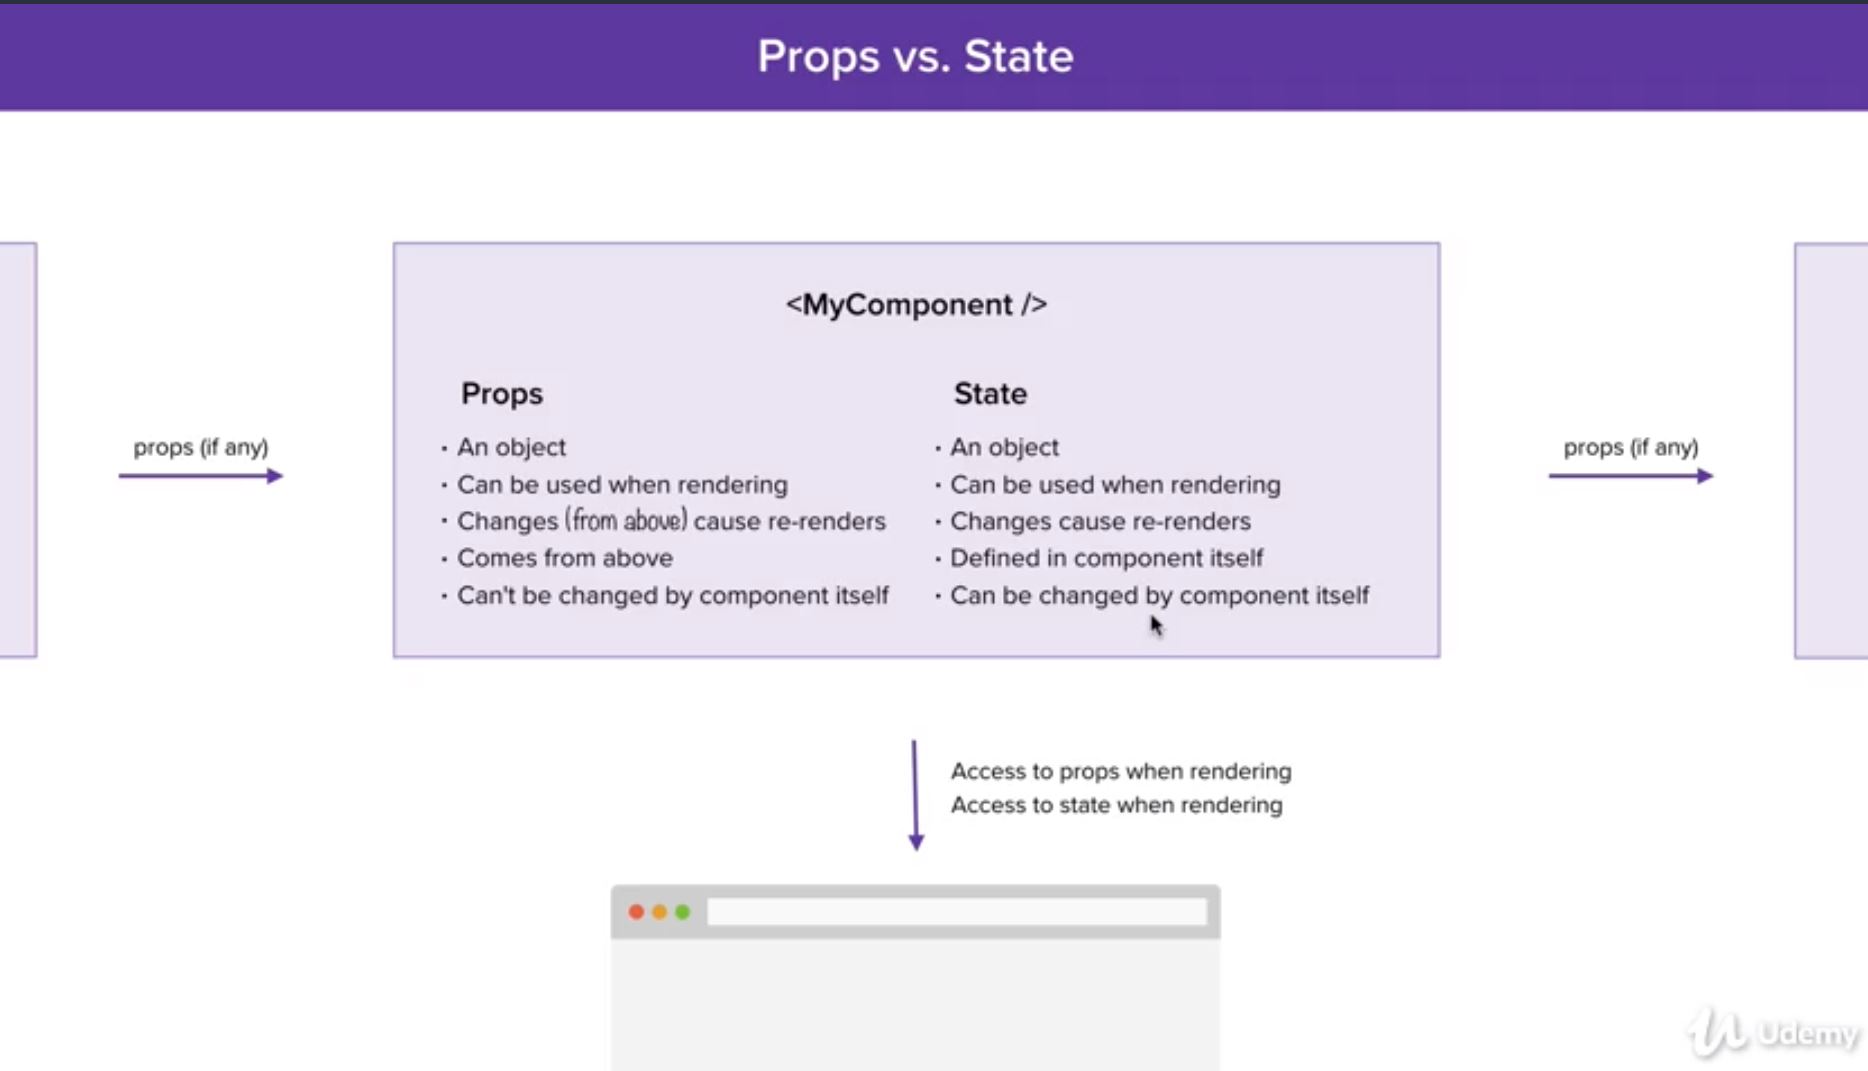 Props vs. State
<MyComponent />
Props
· An object
· Can be used when rendering
· Changes (from above) cause re-renders
· Comes from above
· Can't be changed by component itself
State
· An object
· Can be used when rendering
· Changes cause re-renders
· Defined in component itself
· Can be changed by component itself
props (if any)
props (if any)
Access to props when rendering
Access to state when rendering
Udemy